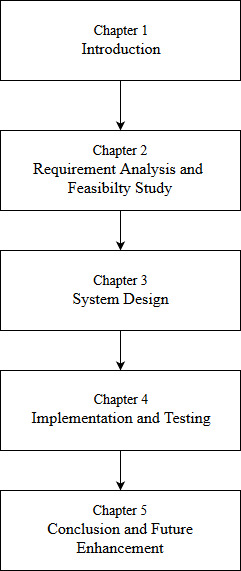 Chapter 1
Introduction
Chapter 2
Requirement Analysis and
Feasibilty Study
Chapter 3
System Design
Chapter 4
Implementation and Testing
Chapter 5
Conclusion and Future
Enhancement